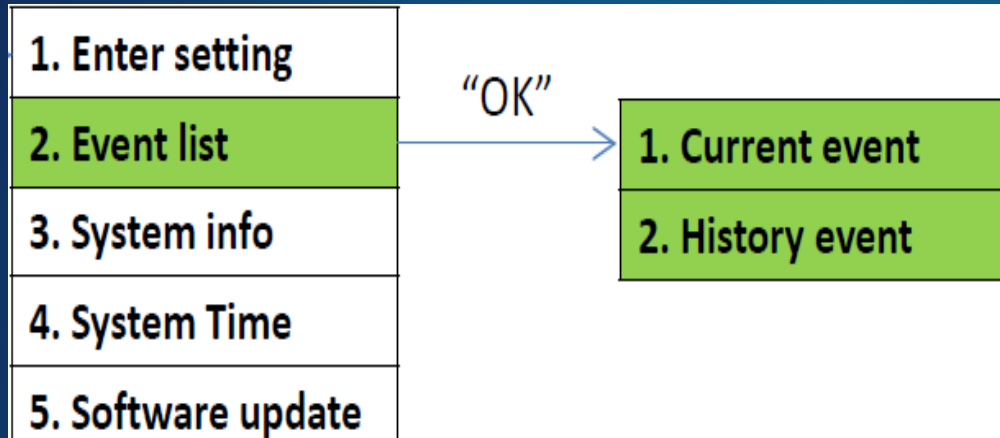 1. Enter setting
2. Event list
3. System info
4. System Time
5. Software update
“OK”
1. Current event
2. History event